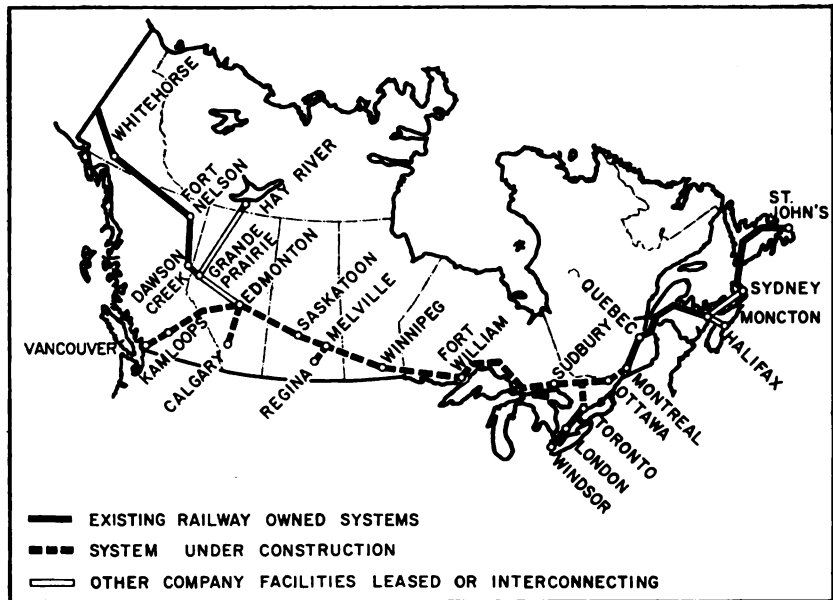 WHITEHORSE
FORT
NELSON
HAY RIVER
GRANDE
PRAIRIE
DAWSON
CREEK
EDMONTON
SASKATOON
MELVILLE
WINNIPEG
FORT
WILLIAM
VANCOUVER
KAMLOOPS
CALGARY
REGINA
SUDBURY
QUEBEC
ST.
JOHN'S
SYDNEY
MONCTON
HALIFAX
MONTREAL
OTTAWA
TORONTO
LONDON
WINDSOR
EXISTING RAILWAY OWNED SYSTEMS
SYSTEM UNDER CONSTRUCTION
OTHER COMPANY FACILITIES LEASED OR INTERCONNECTING